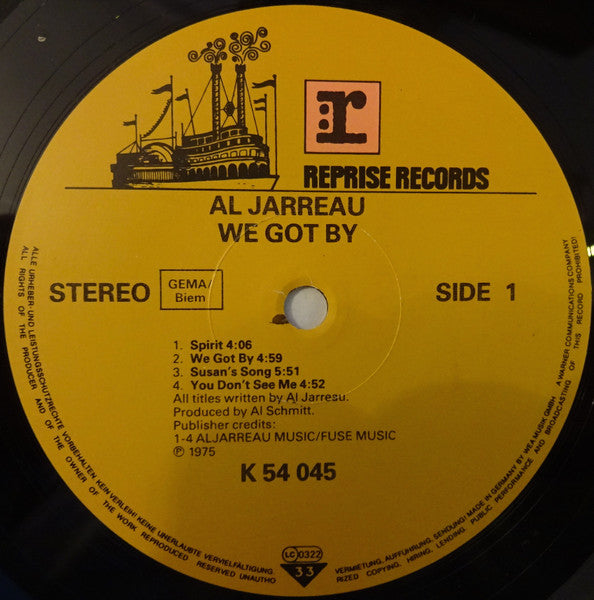 r
REPRISE RECORDS
AL JARREAU
WE GOT BY
STEREO
GEMA
Biem
SIDE 1
1. Spirit 4:06
2. We Got By 4:59
3. Susan's Song 5:51
4. You Don't See Me 4:52
All titles written by Al Jarreau.
Produced by Al Schmitt.
Publisher credits:
1-4 ALJARREAU MUSIC/FUSE MUSIC
Ⓟ 1975
K 54 045
LC 0322
33
ALLE URHEBER UND LEISTUNGSSCHUTZRECHTE VORBEHALTEN. KEIN VERLEIH! KEINE UNERLAUBTE VERVIELFÄLTIGUNG,
VERMIETUNG, AUFFÜHRUNG, SENDUNG! MADE IN GERMANY BY WEA MUSIK GMBH A WARNER COMMUNICATIONS COMPANY
ALL RIGHTS OF THE PRODUCER AND OF THE OWNER OF THE WORK REPRODUCED RESERVED UNAUTHO
RIZED COPYING, HIRING, LENDING, PUBLIC PERFORMANCE AND BROADCASTING OF THIS RECORD PROHIBITED!